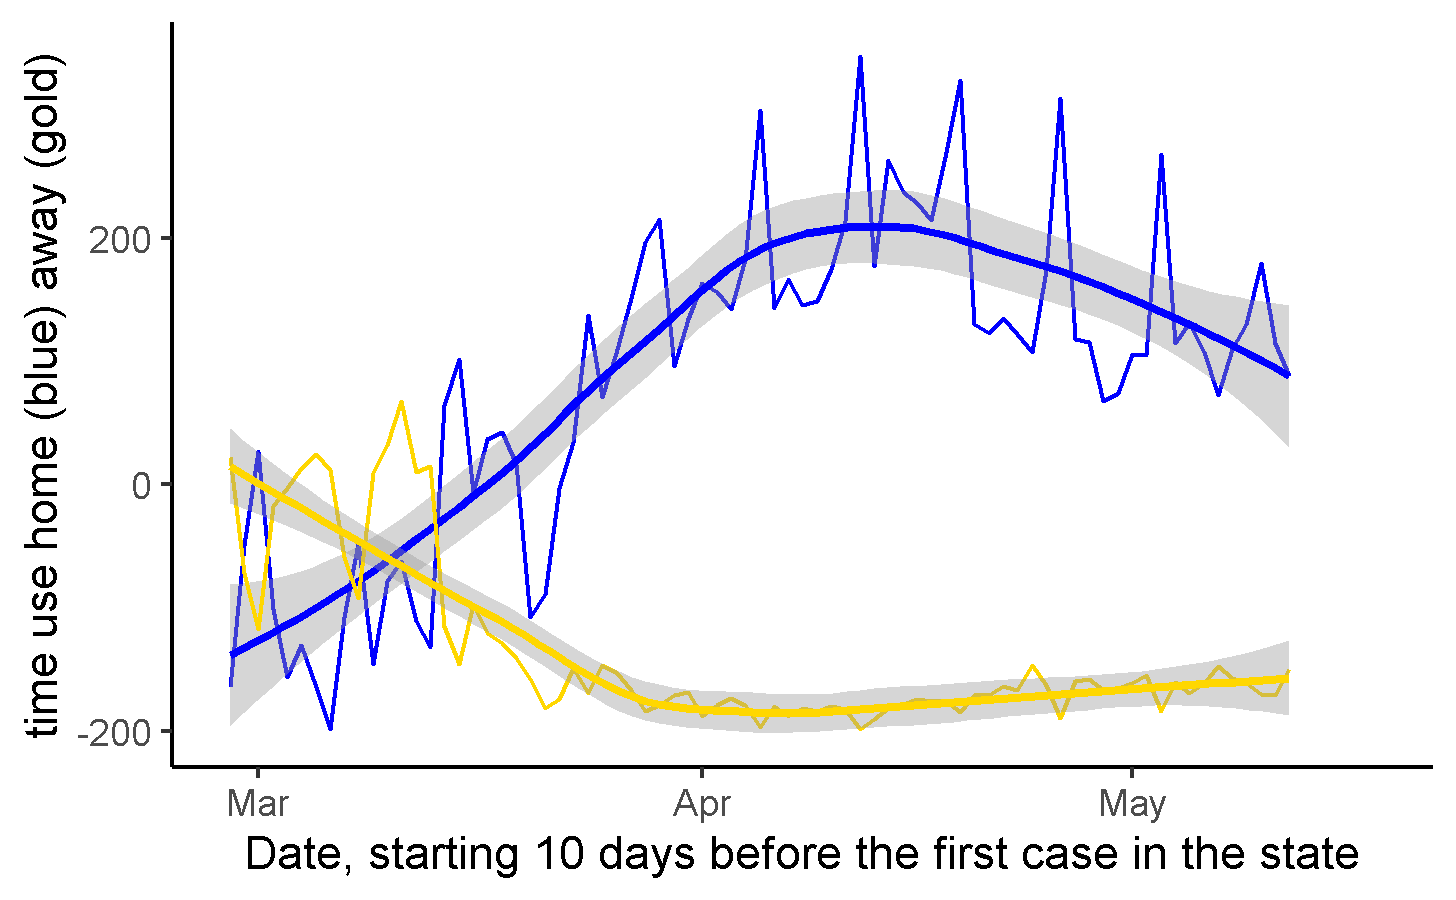 time use home (blue) away (gold)
200
0
-200
Mar
Apr
May
Date, starting 10 days before the first case in the state